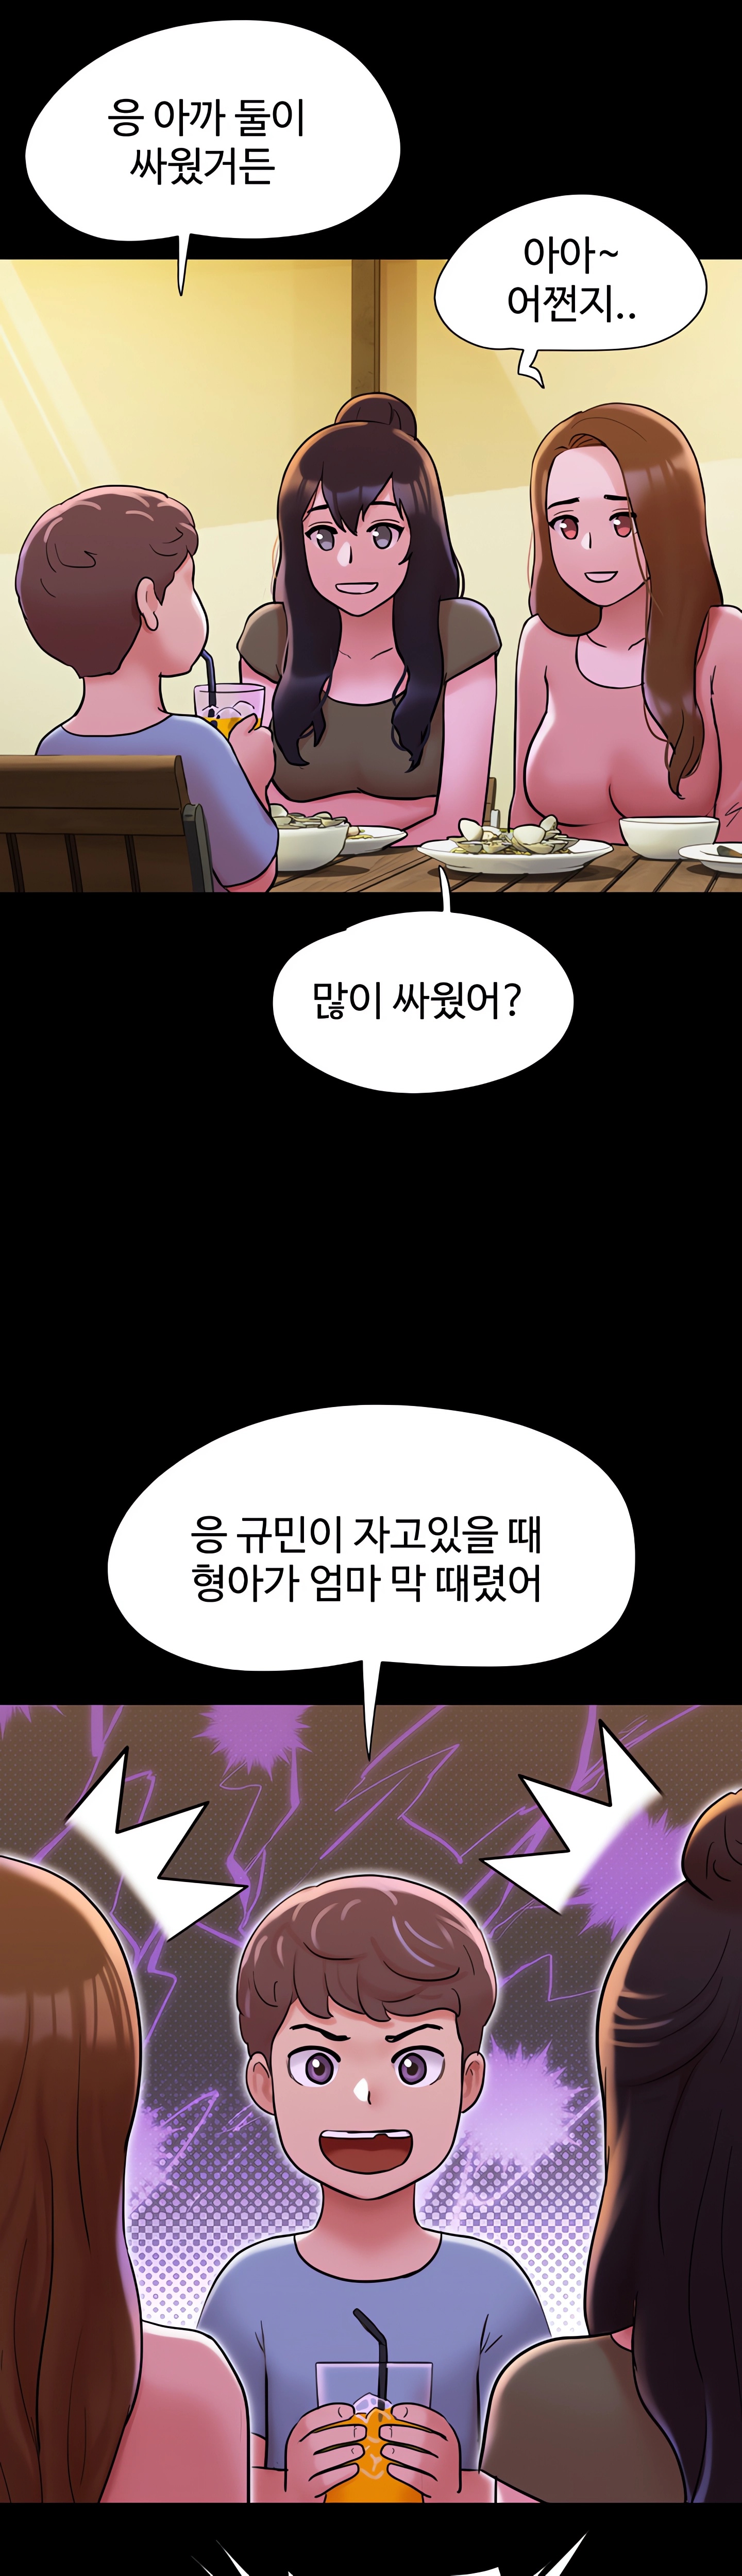 응 아까 둘이
싸웠거든
아아~
어쩐지..
많이 싸웠어?
응 규민이 자고있을 때
형아가 엄마 막 때렸어